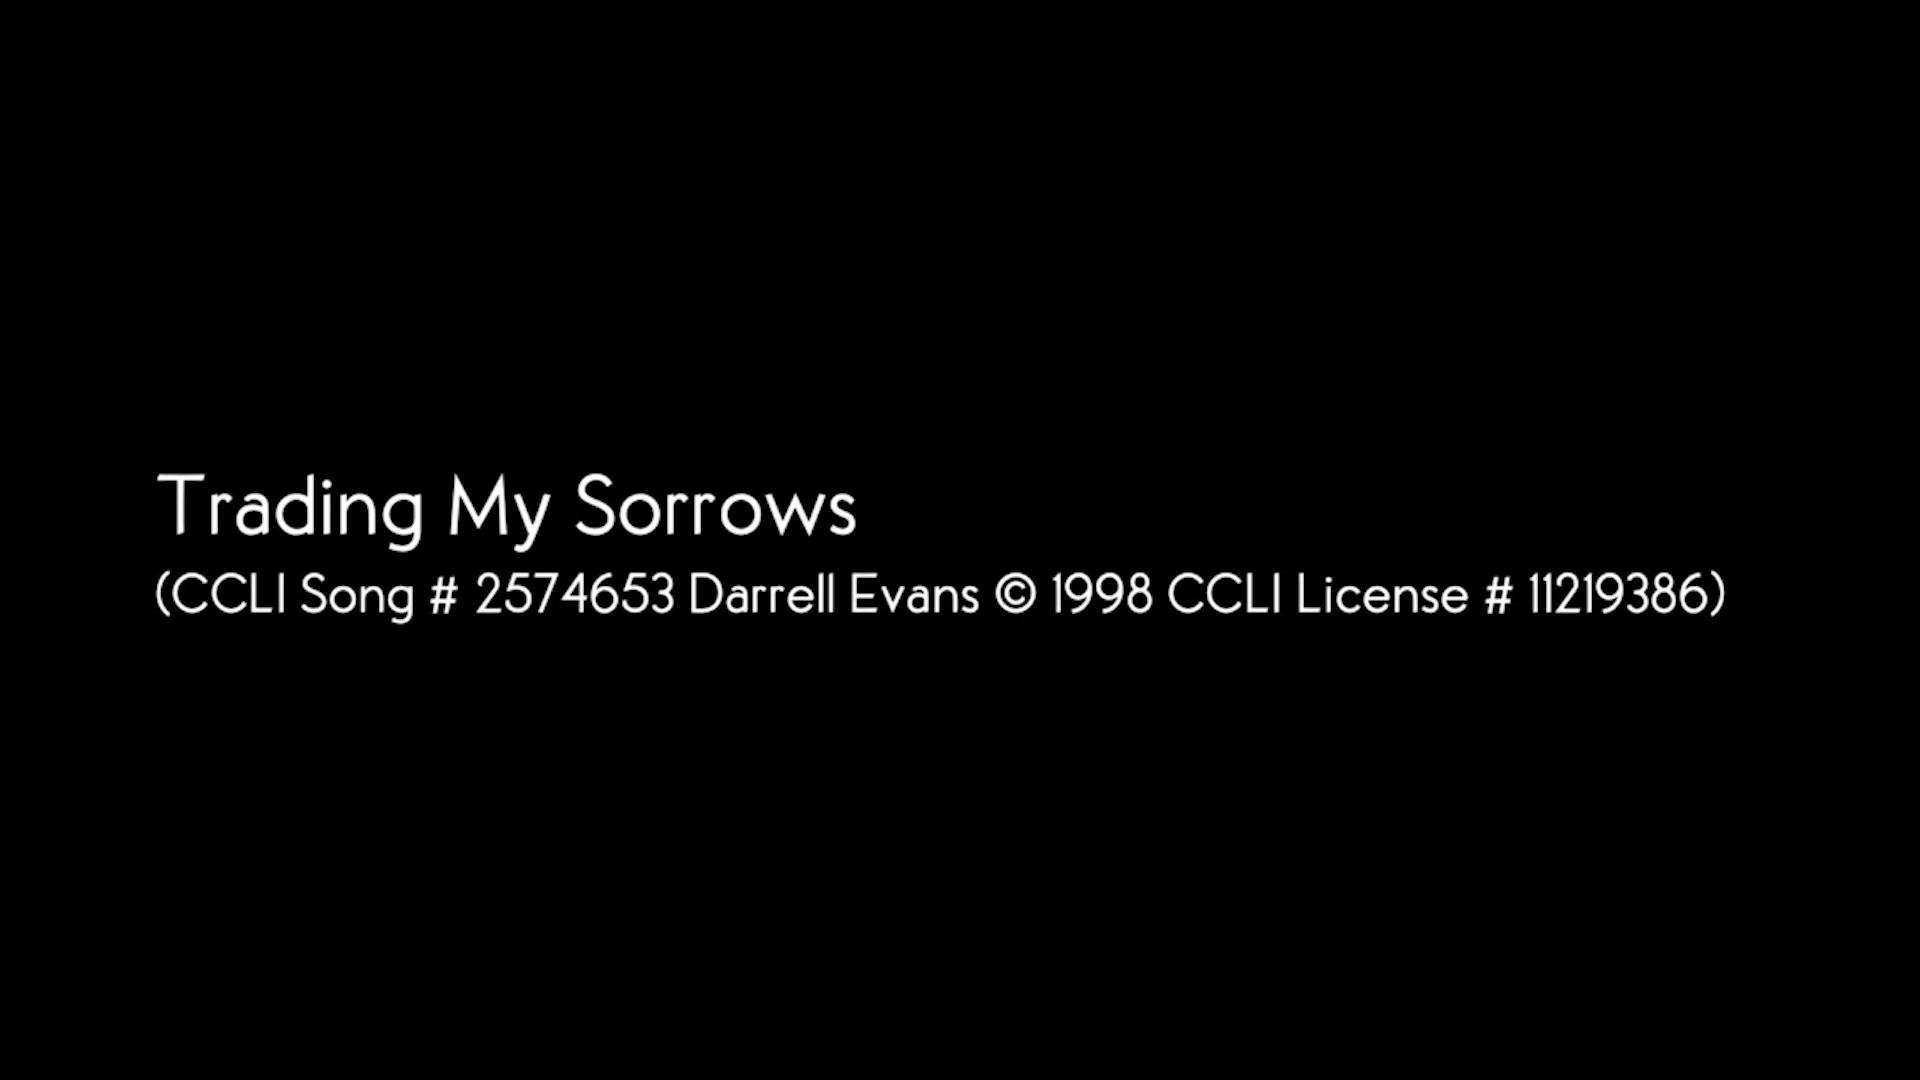 Trading My Sorrows
(CCLI Song # 2574653 Darrell Evans © 1998 CCLI License # 11219386)